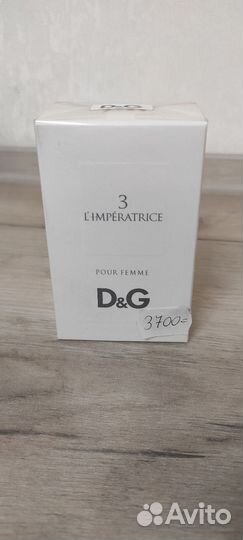 D&G
3
L'IMPÉRATRICE
POUR FEMME
D&G
3700=
Avito